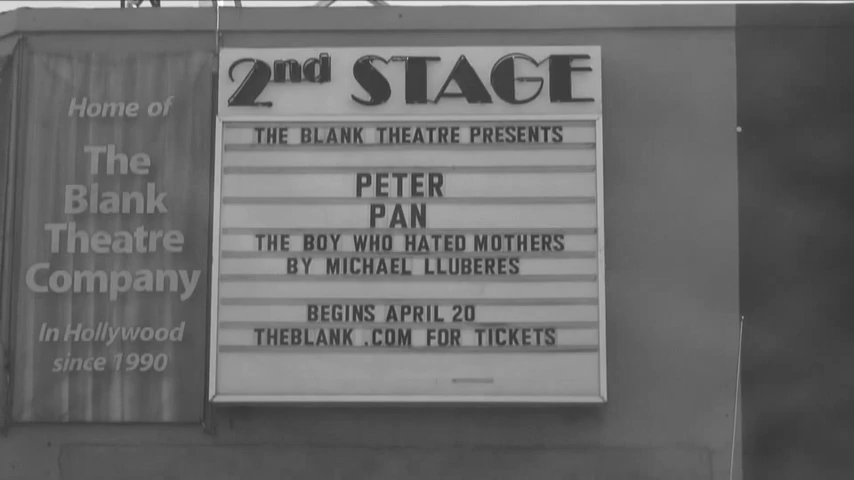 Home of
The
Blank
Theatre
Company
In Hollywood
since 1990
2nd STAGE
THE BLANK THEATRE PRESENTS
PETER
PAN
THE BOY WHO HATED MOTHERS
BY MICHAEL LLUBERES
BEGINS APRIL 20
THEBLANK.COM FOR TICKETS